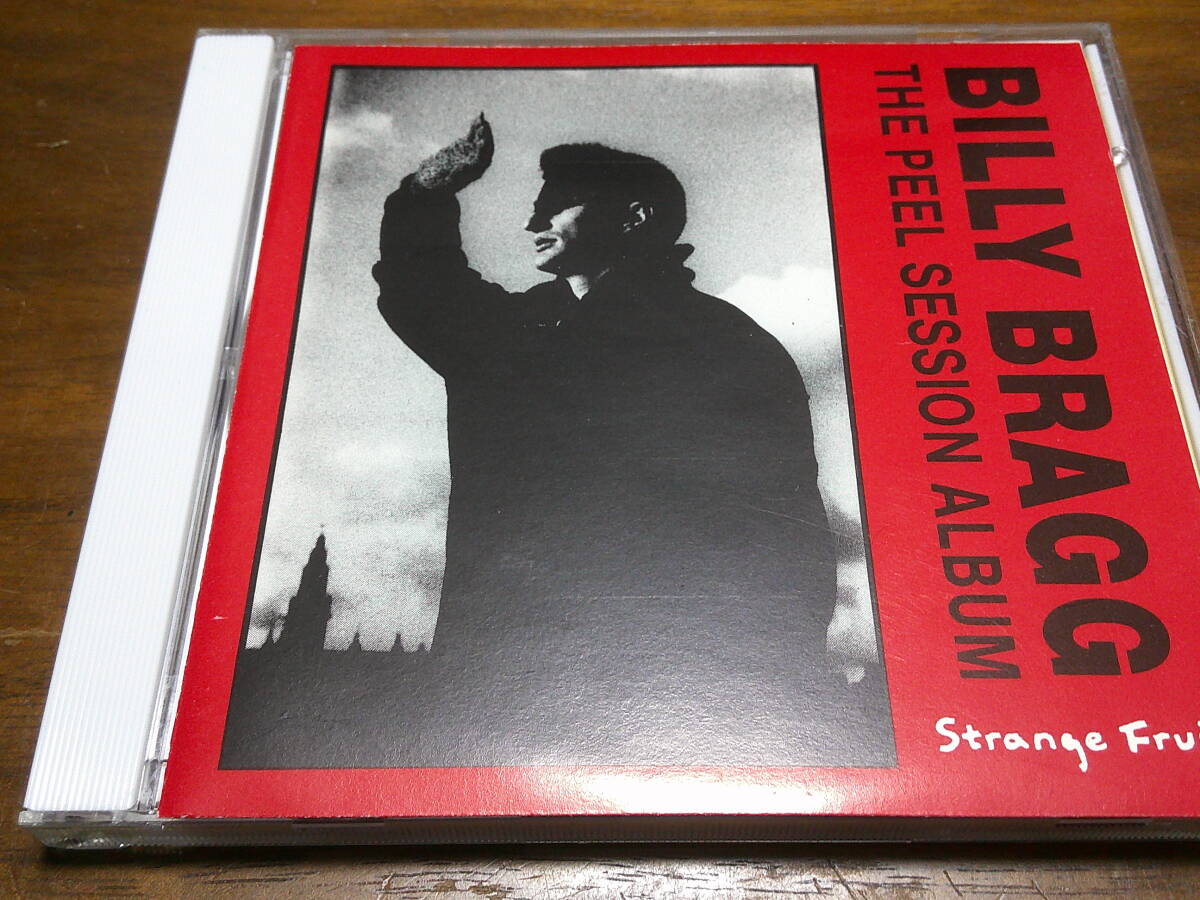 BILLY BRAGG
THE PEEL SESSION ALBUM
Strange Frui